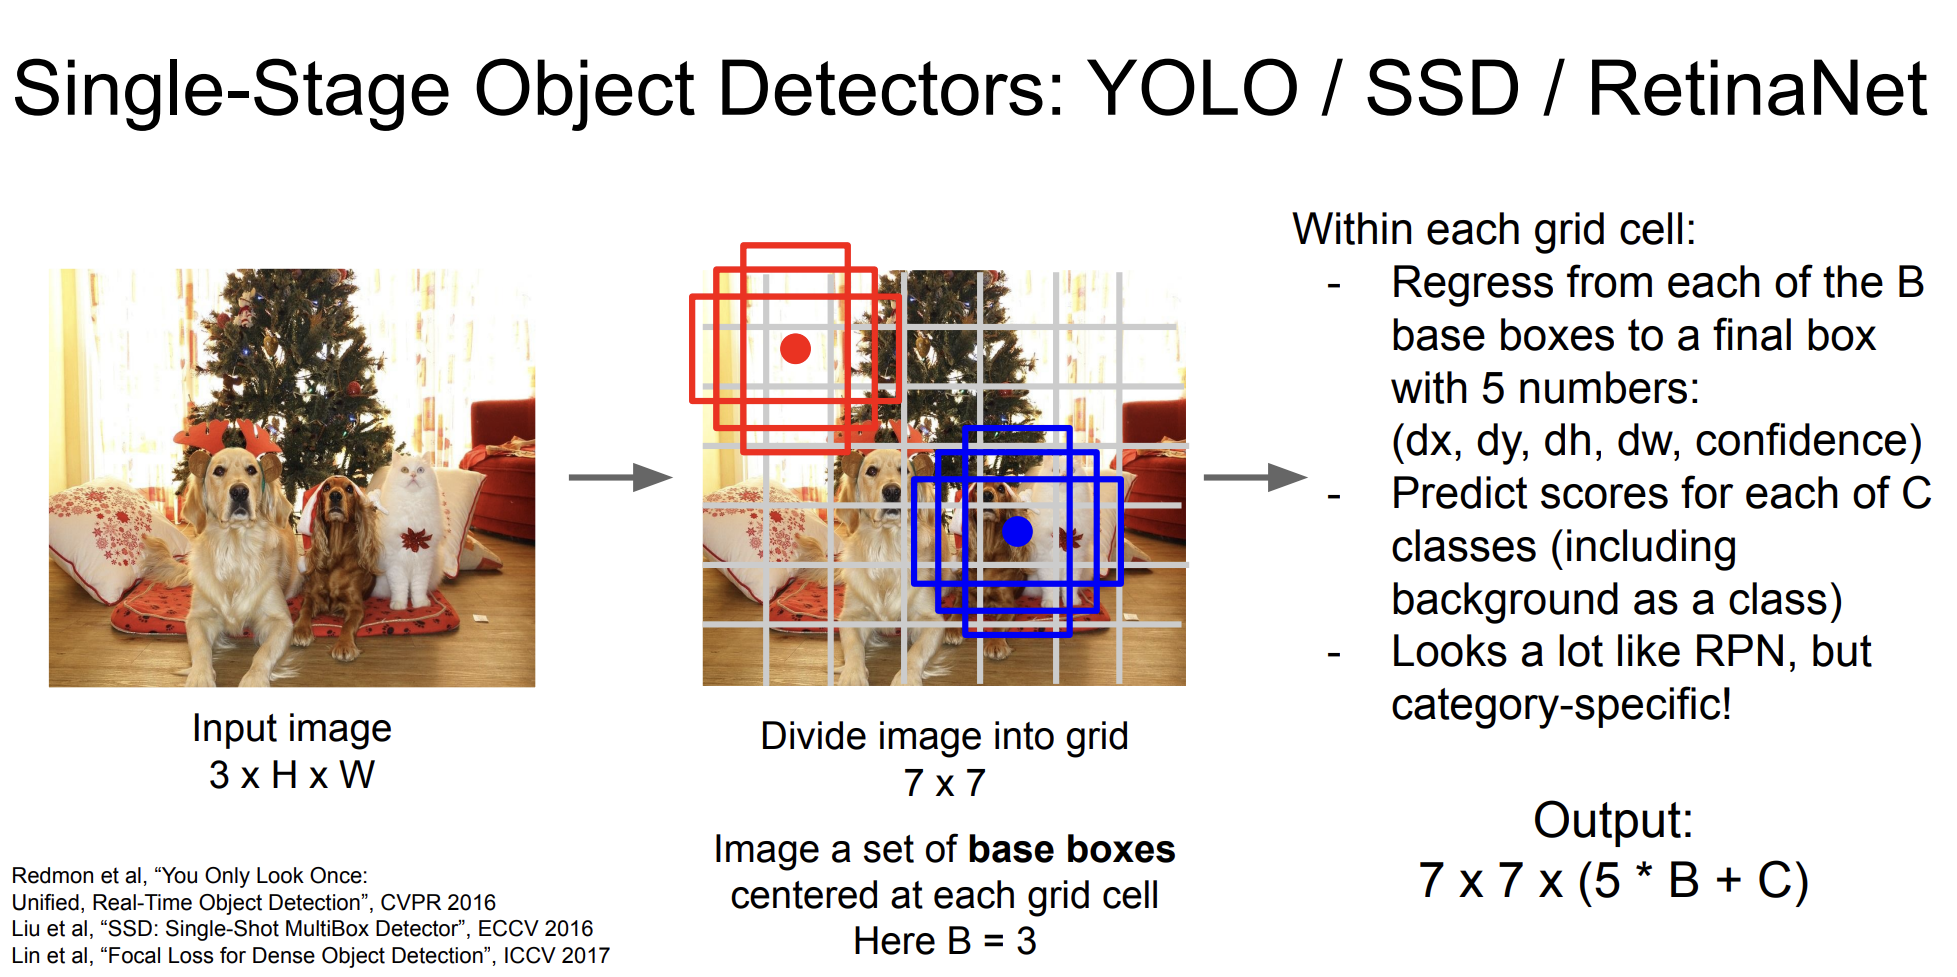 Single-Stage Object Detectors: YOLO / SSD / RetinaNet
Input image
3 x H x W
Divide image into grid
7 x 7
Image a set of base boxes
centered at each grid cell
Here B = 3
Within each grid cell:
- Regress from each of the B
base boxes to a final box
with 5 numbers:
(dx, dy, dh, dw, confidence)
- Predict scores for each of C
classes (including
background as a class)
- Looks a lot like RPN, but
category-specific!
Output:
7 x 7 x (5 * B + C)
Redmon et al, “You Only Look Once:
Unified, Real-Time Object Detection”, CVPR 2016
Liu et al, “SSD: Single-Shot MultiBox Detector”, ECCV 2016
Lin et al, “Focal Loss for Dense Object Detection”, ICCV 2017